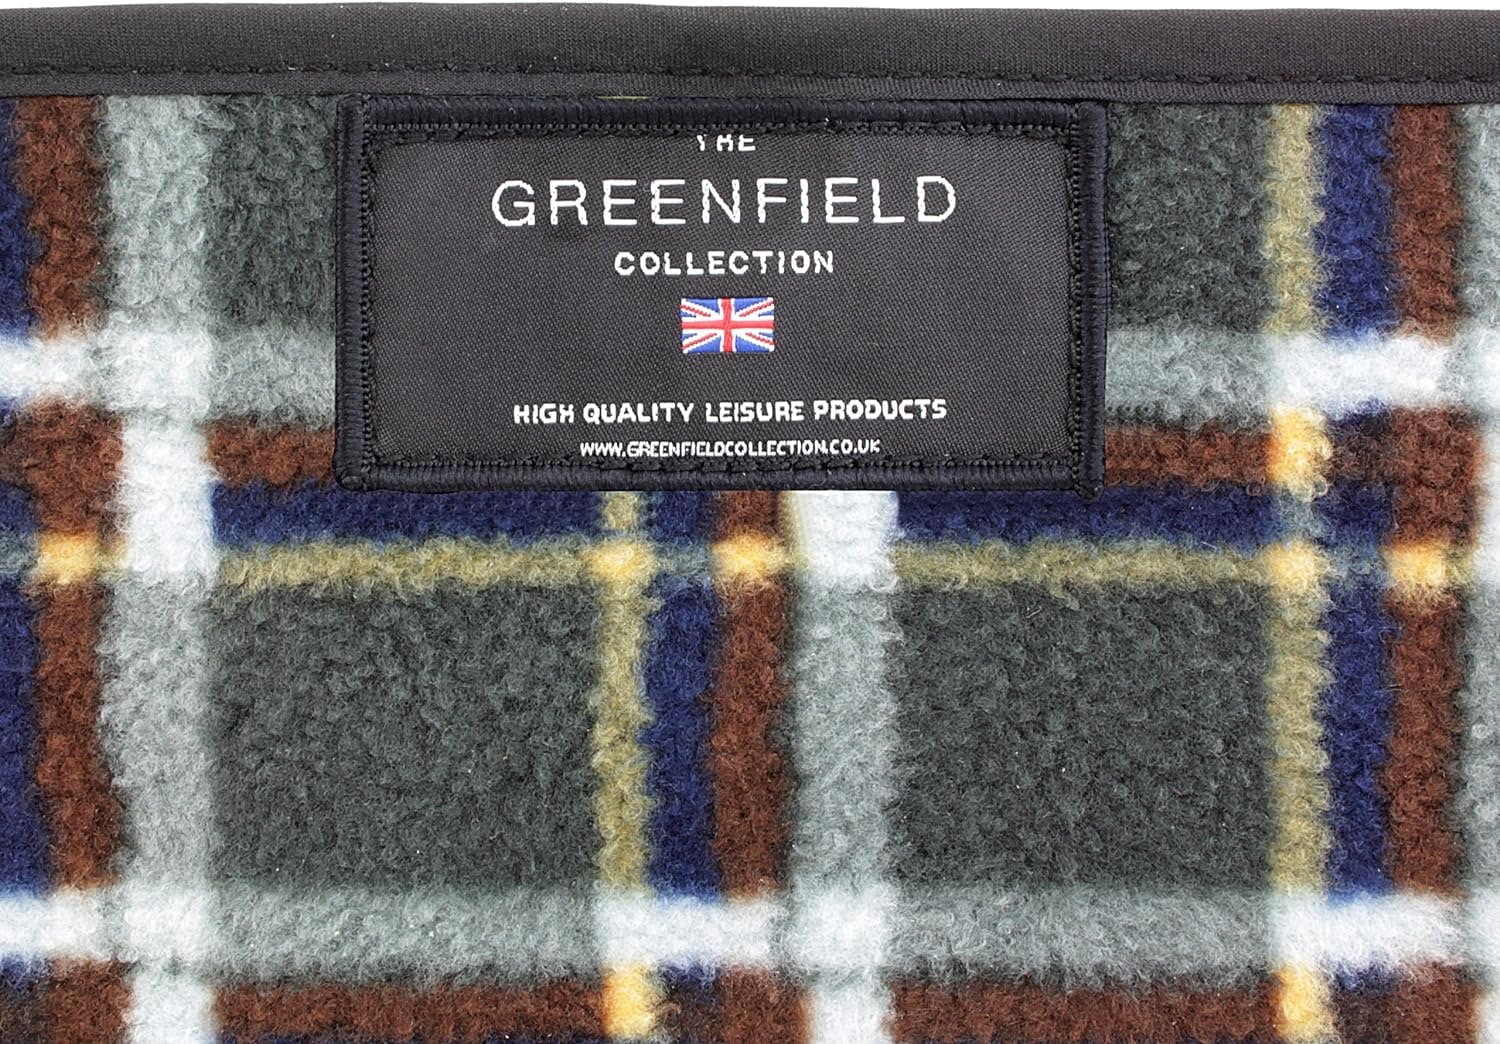 THE
GREENFIELD
COLLECTION
HIGH QUALITY LEISURE PRODUCTS
WWW.GREENFIELDCOLLECTION.CO.UK